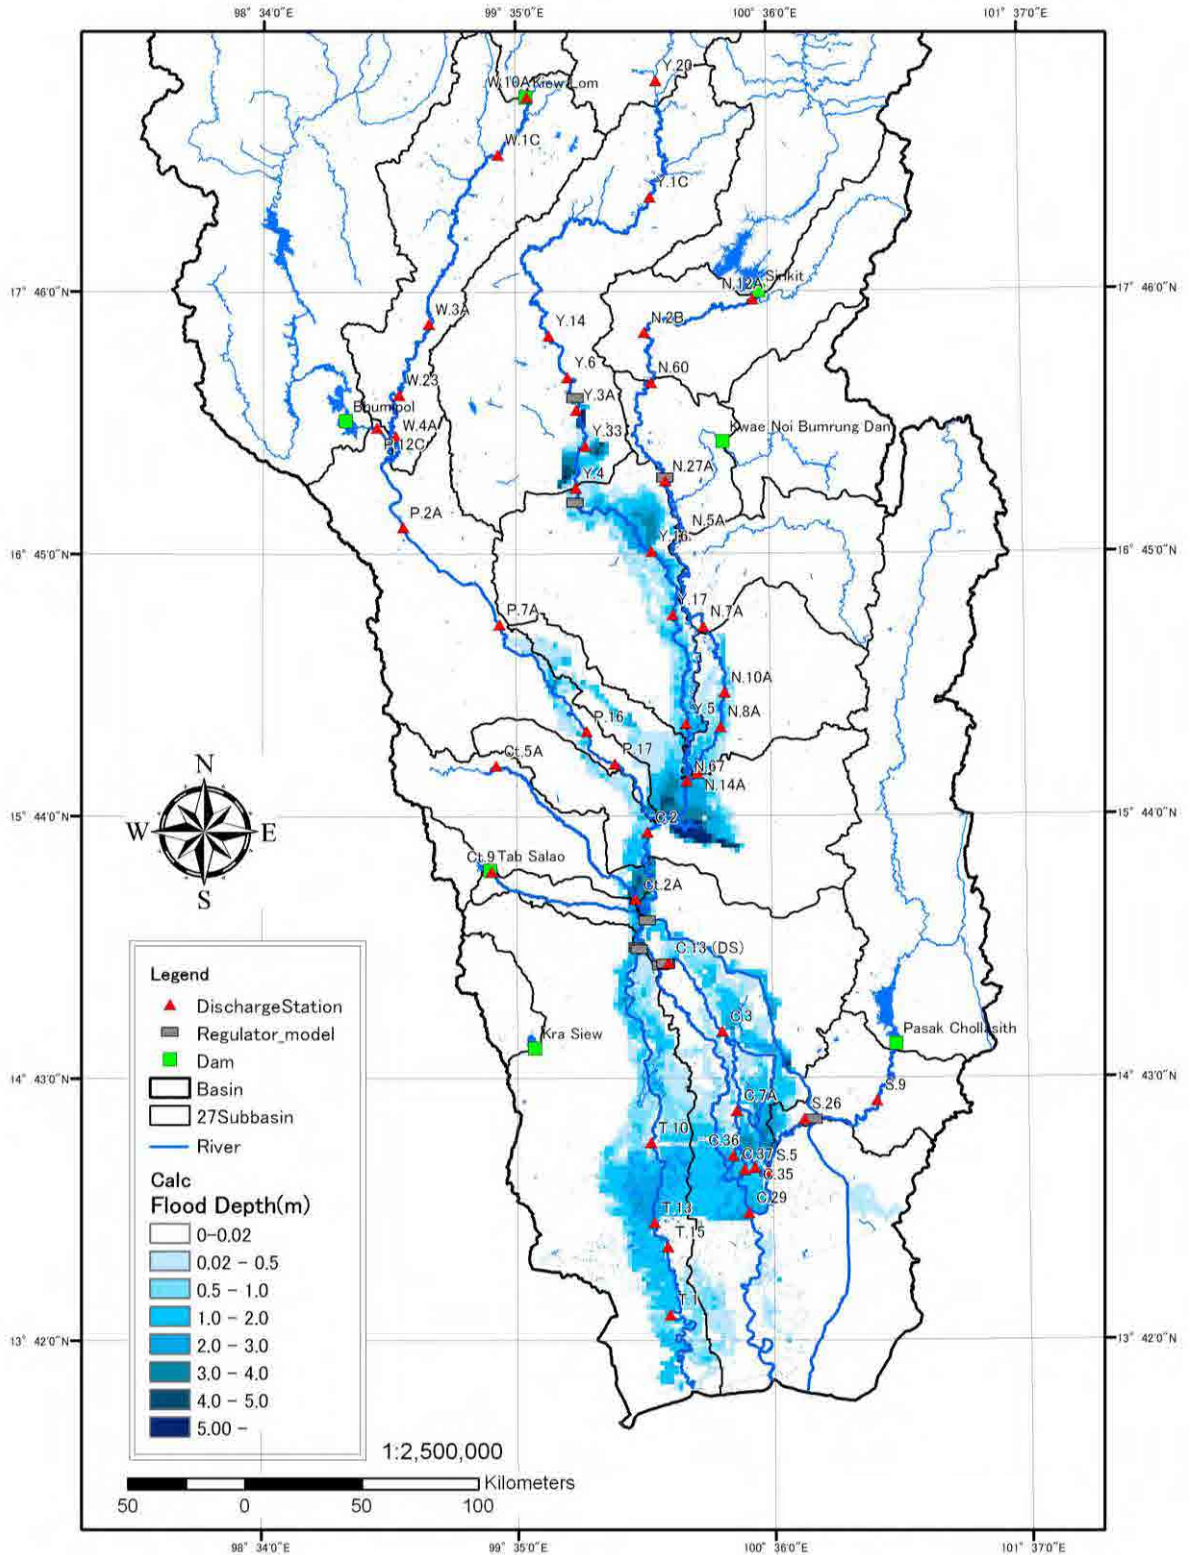 98° 34'0"E
99° 35'0"E
100° 36'0"E
101° 37'0"E
Y.20
W.10A Kiew Lom
W.1C
Y.1C
17° 46'0"N
Sirikit
N.12A
17° 46'0"N
W.3A
Y.14
N.2B
Y.6
N.60
W.23
Y.3A
Bhumipol
W.4A
Y.33
Kwae Noi Bumrung Dan
P.12C
Y.4
N.27A
P.2A
N.5A
Y.16
16° 45'0"N
16° 45'0"N
P.7A
Y.17
N.7A
N.10A
Y.5
N.8A
P.16
Ct.5A
P.17
N.67
N.14A
N
W
E
S
15° 44'0"N
C.2
15° 44'0"N
Ct.9 Tab Salao
Ct.2A
C.13 (DS)
Legend
DischargeStation
Regulator_model
Dam
Basin
27Subbasin
River
Calc
Flood Depth(m)
0-0.02
0.02 - 0.5
0.5 - 1.0
1.0 - 2.0
2.0 - 3.0
3.0 - 4.0
4.0 - 5.0
5.00 -
C.3
Kra Siew
Pasak Chollasith
14° 43'0"N
14° 43'0"N
S.9
C.7A
S.26
T.10
C.36
C.37
S.5
C.35
C.29
T.13
T.15
T.1
13° 42'0"N
13° 42'0"N
1:2,500,000
Kilometers
50
0
50
100
98° 34'0"E
99° 35'0"E
100° 36'0"E
101° 37'0"E